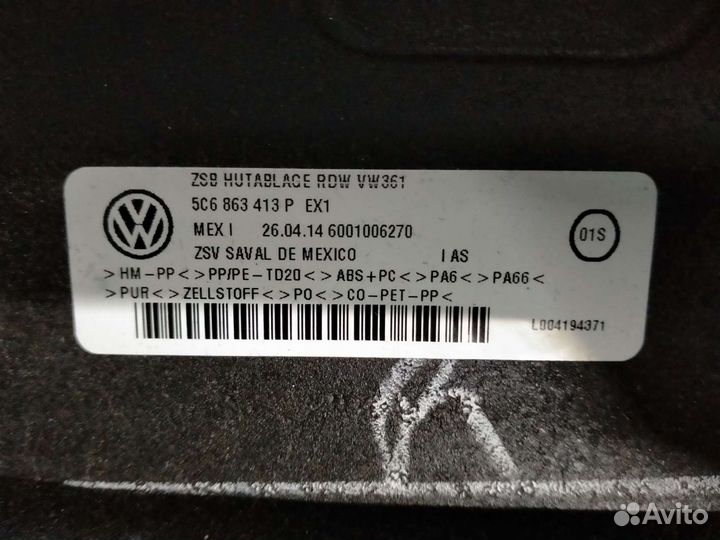 ZSB HUTABLAGE RDW VW361
5C6 863 413 P EX1
MEX I 26.04.14 6001006270
ZSV SAVAL DE MEXICO I AS
01S
>HM-PP<>PP/PE-TD20<>ABS+PC<>PA6<>PA66<
>PUR<>ZELLSTOFF<>PO<>CO-PET-PP<
L004194371
Avito